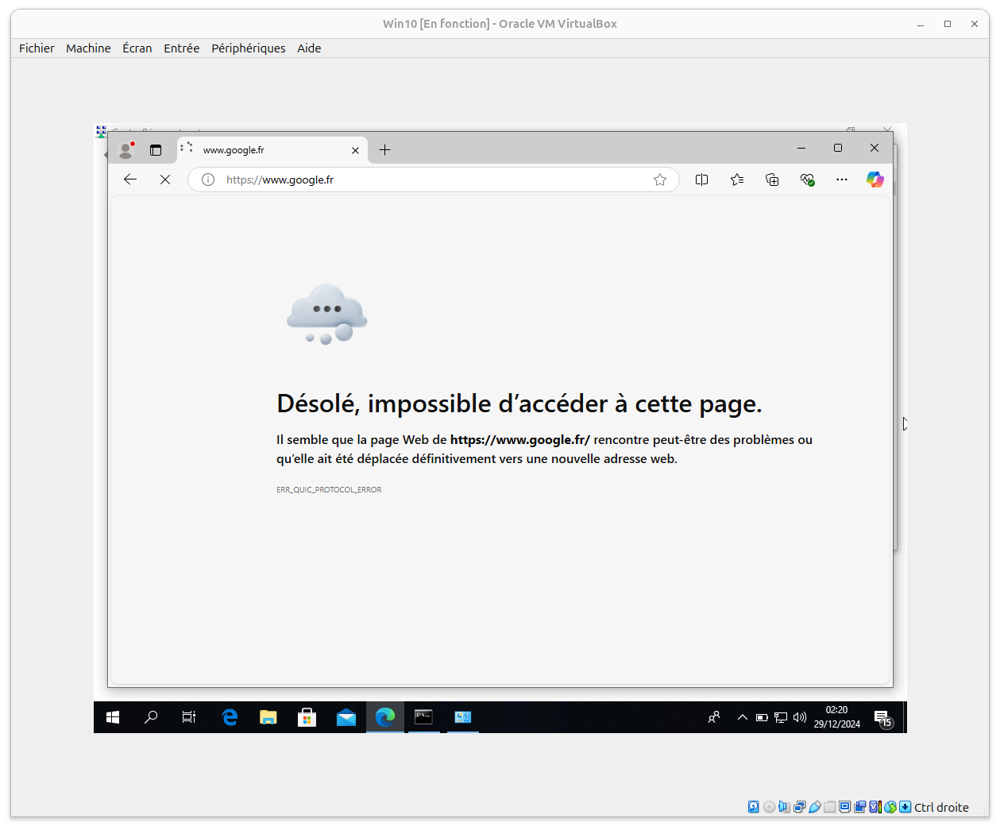 Win10 [En fonction] - Oracle VM VirtualBox
Fichier Machine Écran Entrée Périphériques Aide
www.google.fr
https://www.google.fr
Désolé, impossible d’accéder à cette page.
Il semble que la page Web de https://www.google.fr/ rencontre peut-être des problèmes ou
qu’elle ait été déplacée définitivement vers une nouvelle adresse web.
ERR_QUIC_PROTOCOL_ERROR
02:20
29/12/2024
15
Ctrl droite